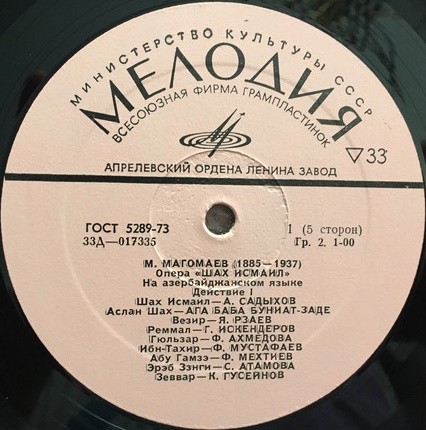 МИНИСТЕРСТВО КУЛЬТУРЫ СССР
МЕЛОДИЯ
ВСЕСОЮЗНАЯ ФИРМА ГРАМПЛАСТИНОК
▽33
АПРЕЛЕВСКИЙ ОРДЕНА ЛЕНИНА ЗАВОД
ГОСТ 5289-73
33Д—017335
1 (5 сторон)
Гр. 2. 1-00
М. МАГОМАЕВ (1885—1937)
Опера «ШАХ ИСМАИЛ»
На азербайджанском языке
Действие I
Шах Исмаил—А. САДЫХОВ
Аслан Шах—АГА БАБА БУНИАТ-ЗАДЕ
Везир—Я. РЗАЕВ
Реммал—Г. ИСКЕНДЕРОВ
Гюльзар—Ф. АХМЕДОВА
Ибн-Тахир—Ф. МУСТАФАЕВ
Абу Гамзэ—Ф. МЕХТИЕВ
Эрэб Зэнги—С. АТАМОВА
Зеввар—К. ГУСЕЙНОВ